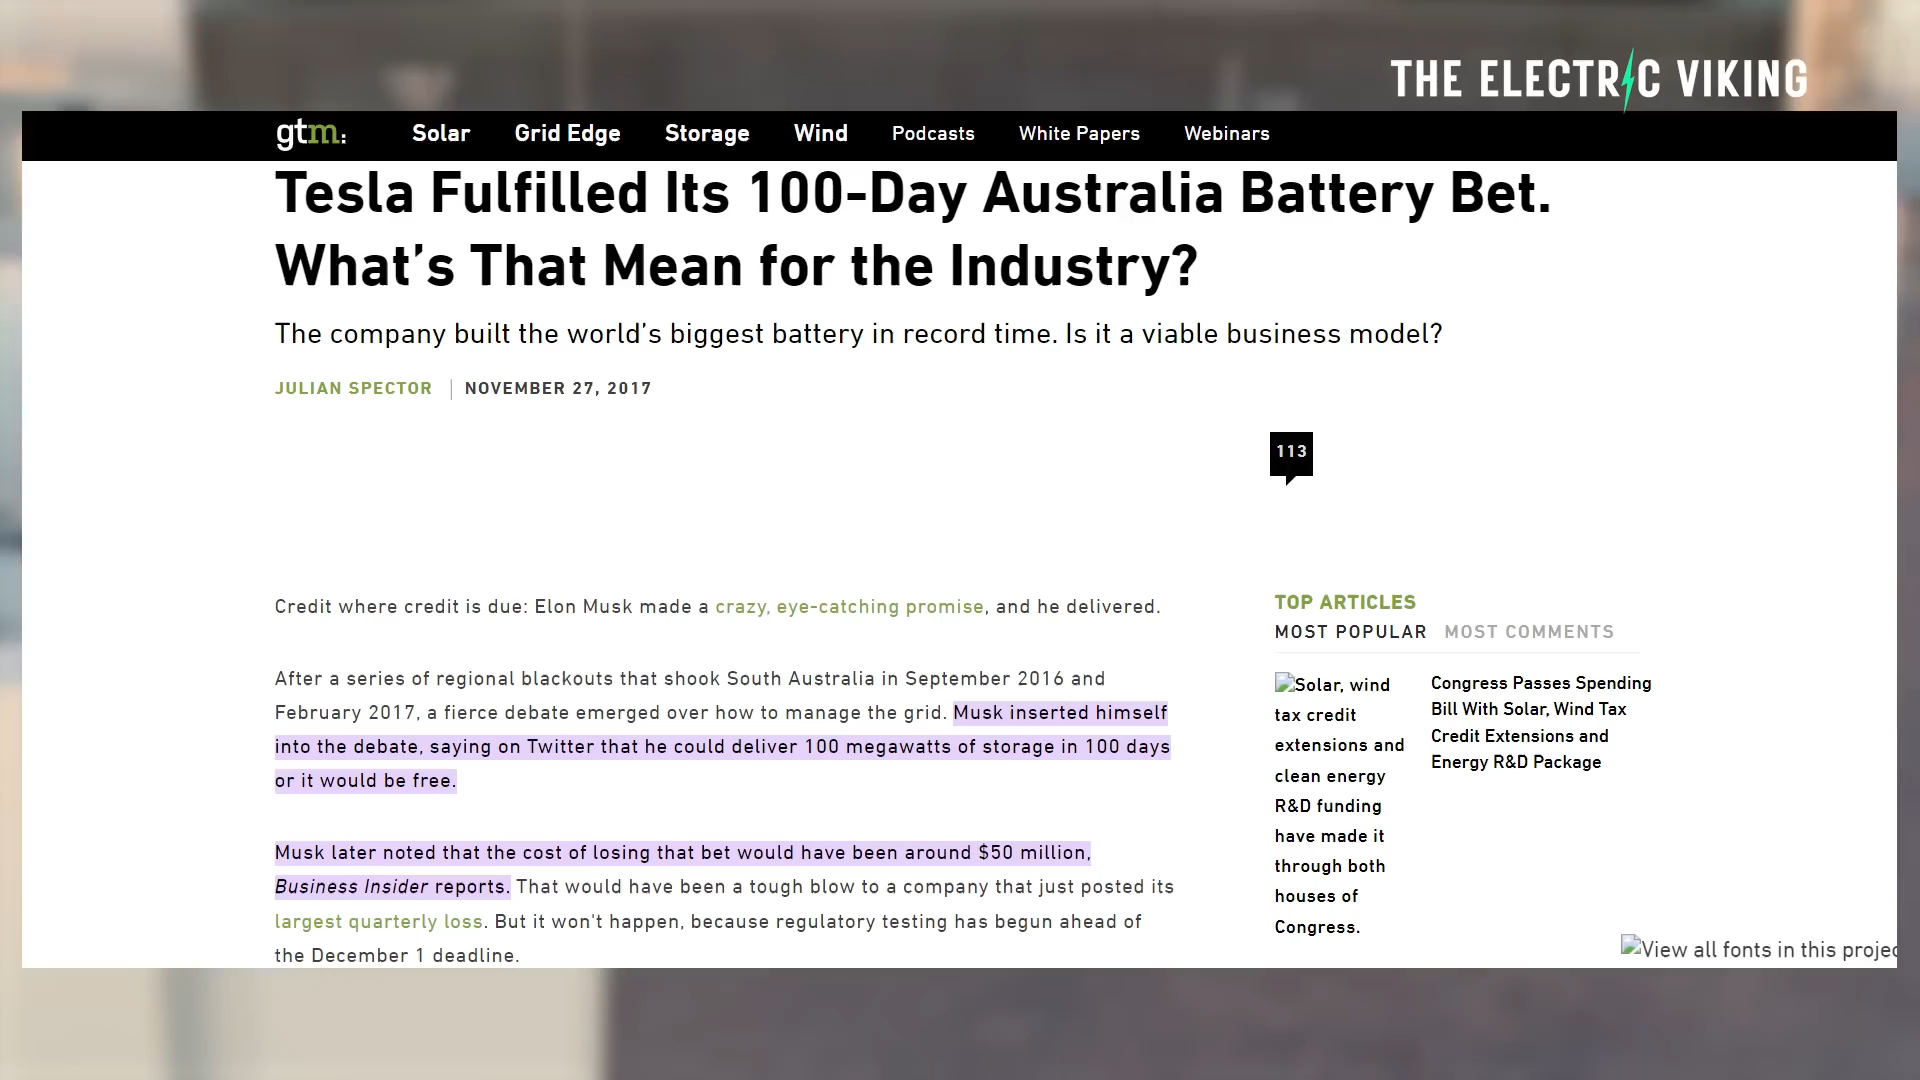 THE ELECTRIC VIKING
gtm:
Solar
Grid Edge
Storage
Wind
Podcasts
White Papers
Webinars
Tesla Fulfilled Its 100-Day Australia Battery Bet.
What's That Mean for the Industry?
The company built the world's biggest battery in record time. Is it a viable business model?
JULIAN SPECTOR | NOVEMBER 27, 2017
113
Credit where credit is due: Elon Musk made a crazy, eye-catching promise, and he delivered.
After a series of regional blackouts that shook South Australia in September 2016 and
February 2017, a fierce debate emerged over how to manage the grid. Musk inserted himself
into the debate, saying on Twitter that he could deliver 100 megawatts of storage in 100 days
or it would be free.
Musk later noted that the cost of losing that bet would have been around $50 million,
Business Insider reports. That would have been a tough blow to a company that just posted its
largest quarterly loss. But it won't happen, because regulatory testing has begun ahead of
the December 1 deadline.
TOP ARTICLES
MOST POPULAR
MOST COMMENTS
Solar, wind
tax credit
extensions and
clean energy
R&D funding
have made it
through both
houses of
Congress.
Congress Passes Spending
Bill With Solar, Wind Tax
Credit Extensions and
Energy R&D Package
View all fonts in this projec